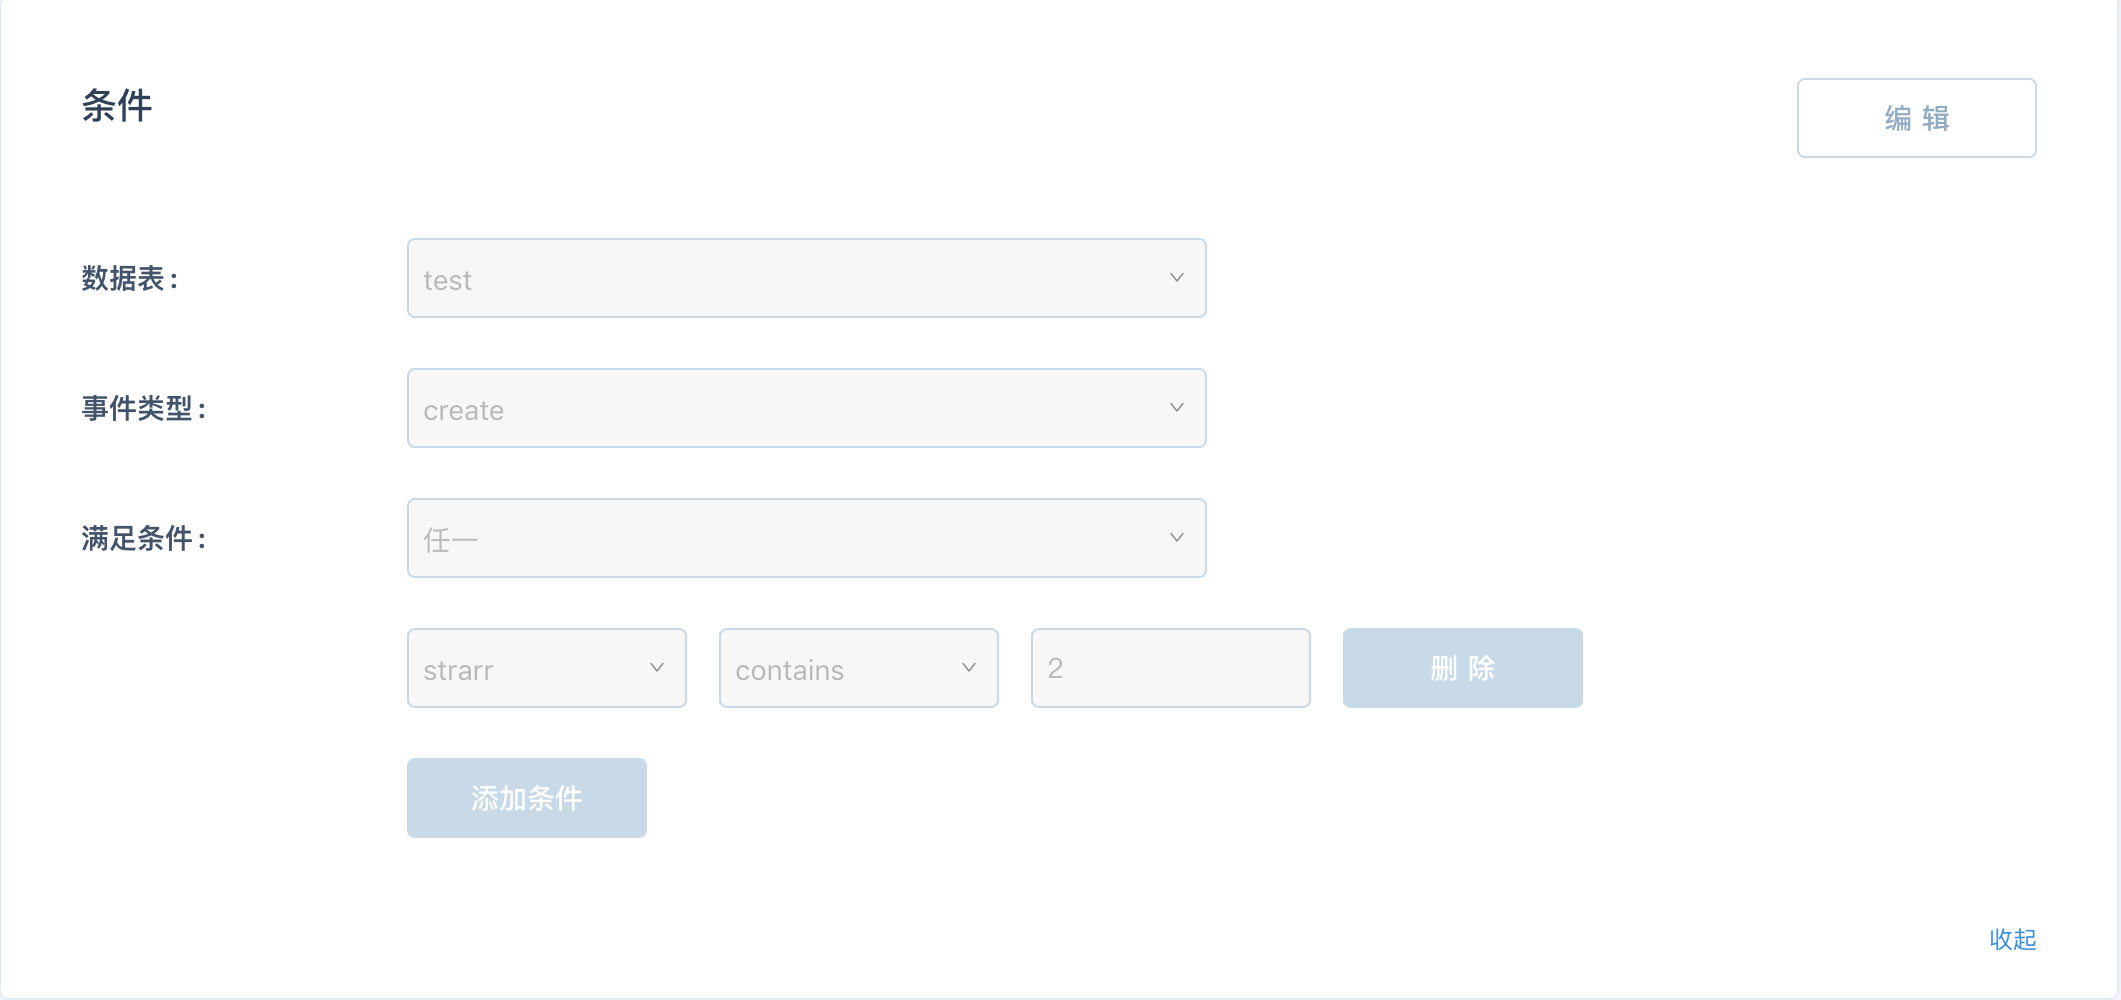 条件
编 辑
数据表：
test
事件类型：
create
满足条件：
任一
strarr contains 2 删 除
添加条件
收起